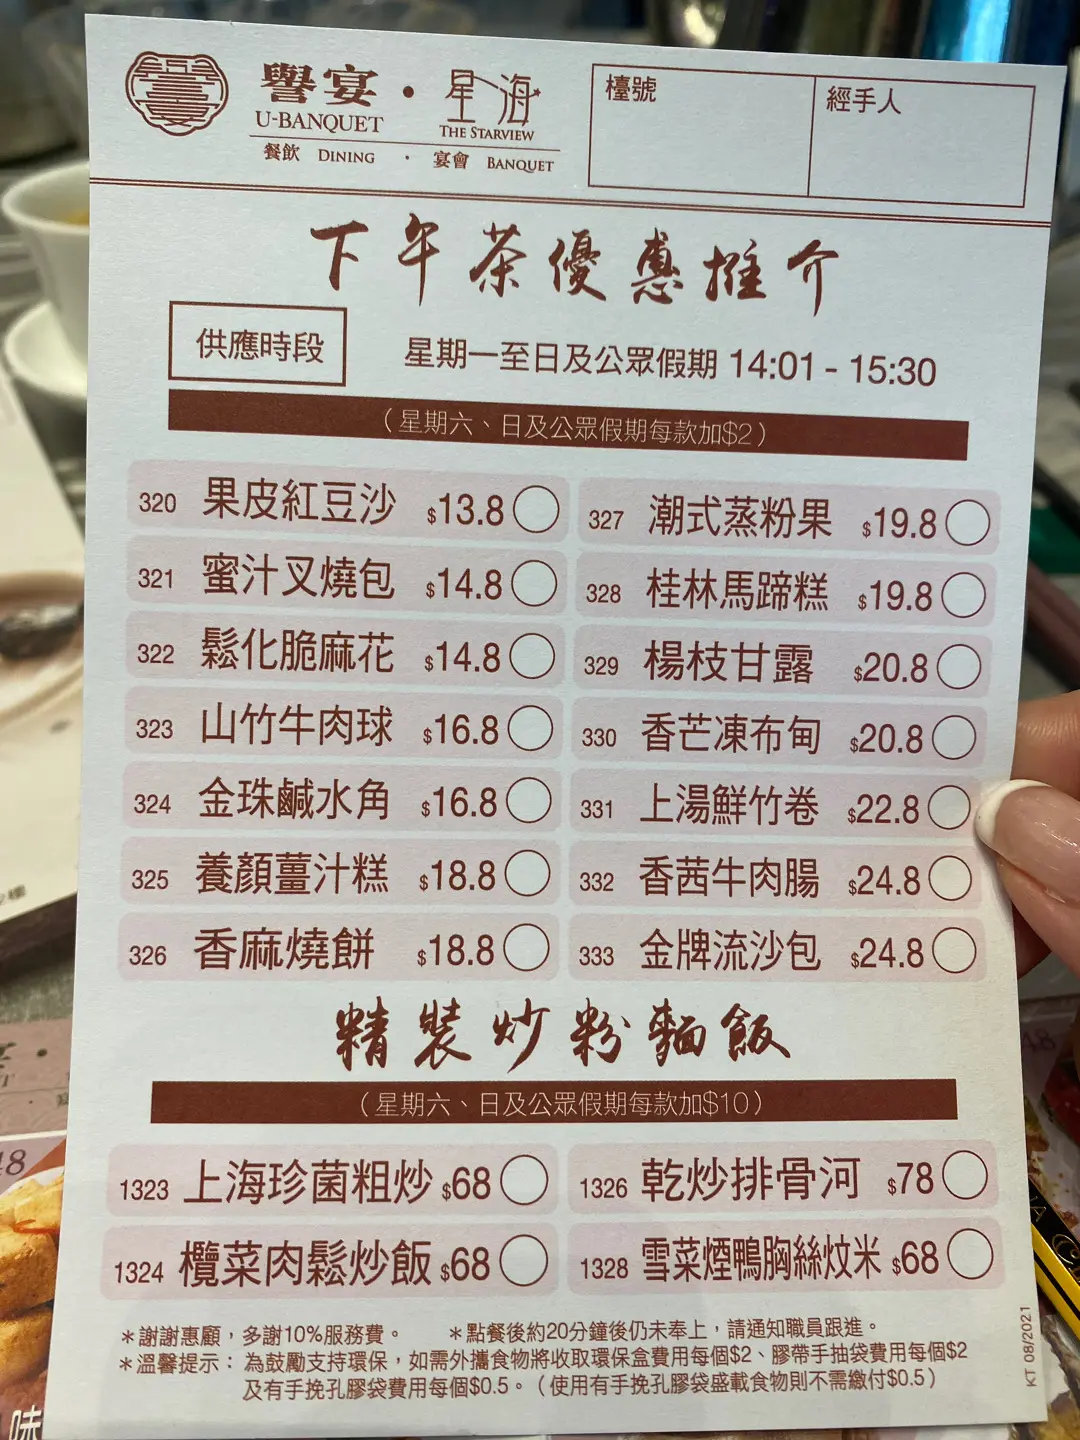 譽宴・星海
U-BANQUET THE STARVIEW
餐飲 DINING ・ 宴會 BANQUET
檯號
經手人
下午茶優惠推介
供應時段
星期一至日及公眾假期 14:01 - 15:30
（星期六、日及公眾假期每款加$2）
320 果皮紅豆沙 $13.8
327 潮式蒸粉果 $19.8
321 蜜汁叉燒包 $14.8
328 桂林馬蹄糕 $19.8
322 鬆化脆麻花 $14.8
329 楊枝甘露 $20.8
323 山竹牛肉球 $16.8
330 香芒凍布甸 $20.8
324 金珠鹹水角 $16.8
331 上湯鮮竹卷 $22.8
325 養顏薑汁糕 $18.8
332 香茜牛肉腸 $24.8
326 香麻燒餅 $18.8
333 金牌流沙包 $24.8
精裝炒粉麵飯
（星期六、日及公眾假期每款加$10）
1323 上海珍菌粗炒 $68
1326 乾炒排骨河 $78
1324 欖菜肉鬆炒飯 $68
1328 雪菜煙鴨胸絲炆米 $68
＊謝謝惠顧，多謝10%服務費。 ＊點餐後約20分鐘後仍未奉上，請通知職員跟進。
＊溫馨提示：為鼓勵支持環保，如需外攜食物將收取環保盒費用每個$2、膠帶手抽袋費用每個$2
及有手挽孔膠袋費用每個$0.5。（使用有手挽孔膠袋盛載食物則不需繳付$0.5）
KT 08/2021
味